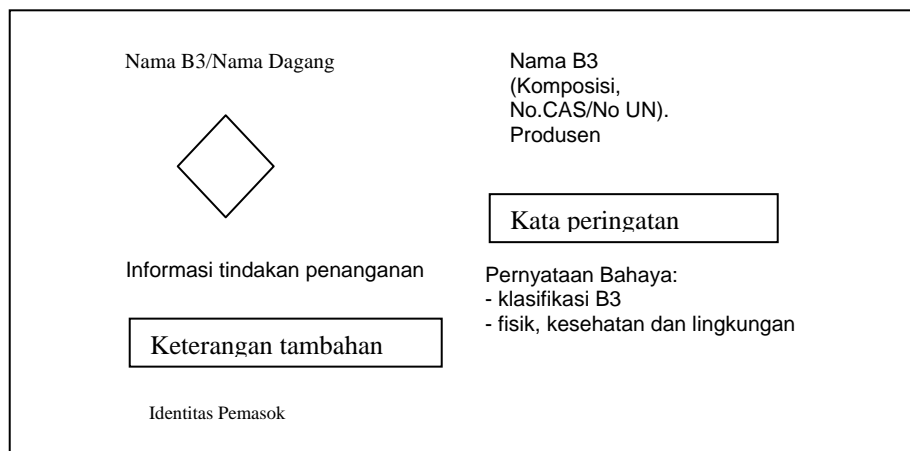 Nama B3/Nama Dagang
Nama B3
(Komposisi,
No.CAS/No UN).
Produsen
Kata peringatan
Informasi tindakan penanganan
Pernyataan Bahaya:
- klasifikasi B3
- fisik, kesehatan dan lingkungan
Keterangan tambahan
Identitas Pemasok